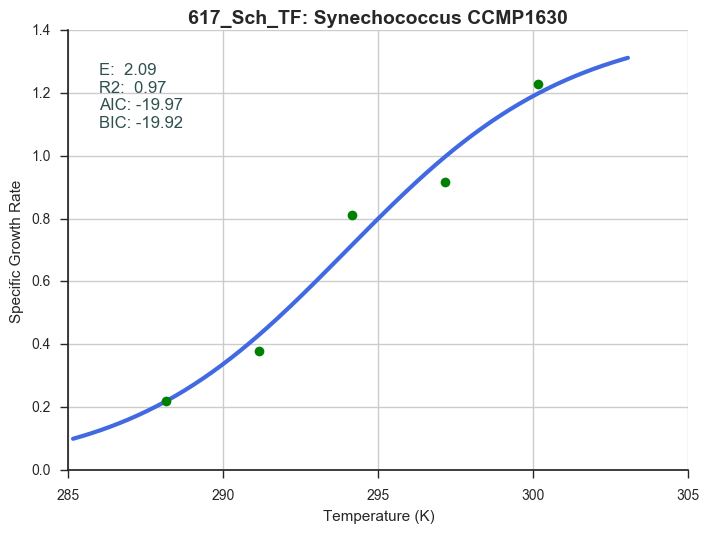 617_Sch_TF: Synechococcus CCMP1630
E:  2.09
R2:  0.97
AIC: -19.97
BIC: -19.92
1.4
1.2
1.0
0.8
0.6
0.4
0.2
0.0
Specific Growth Rate
285 290 295 300 305
Temperature (K)